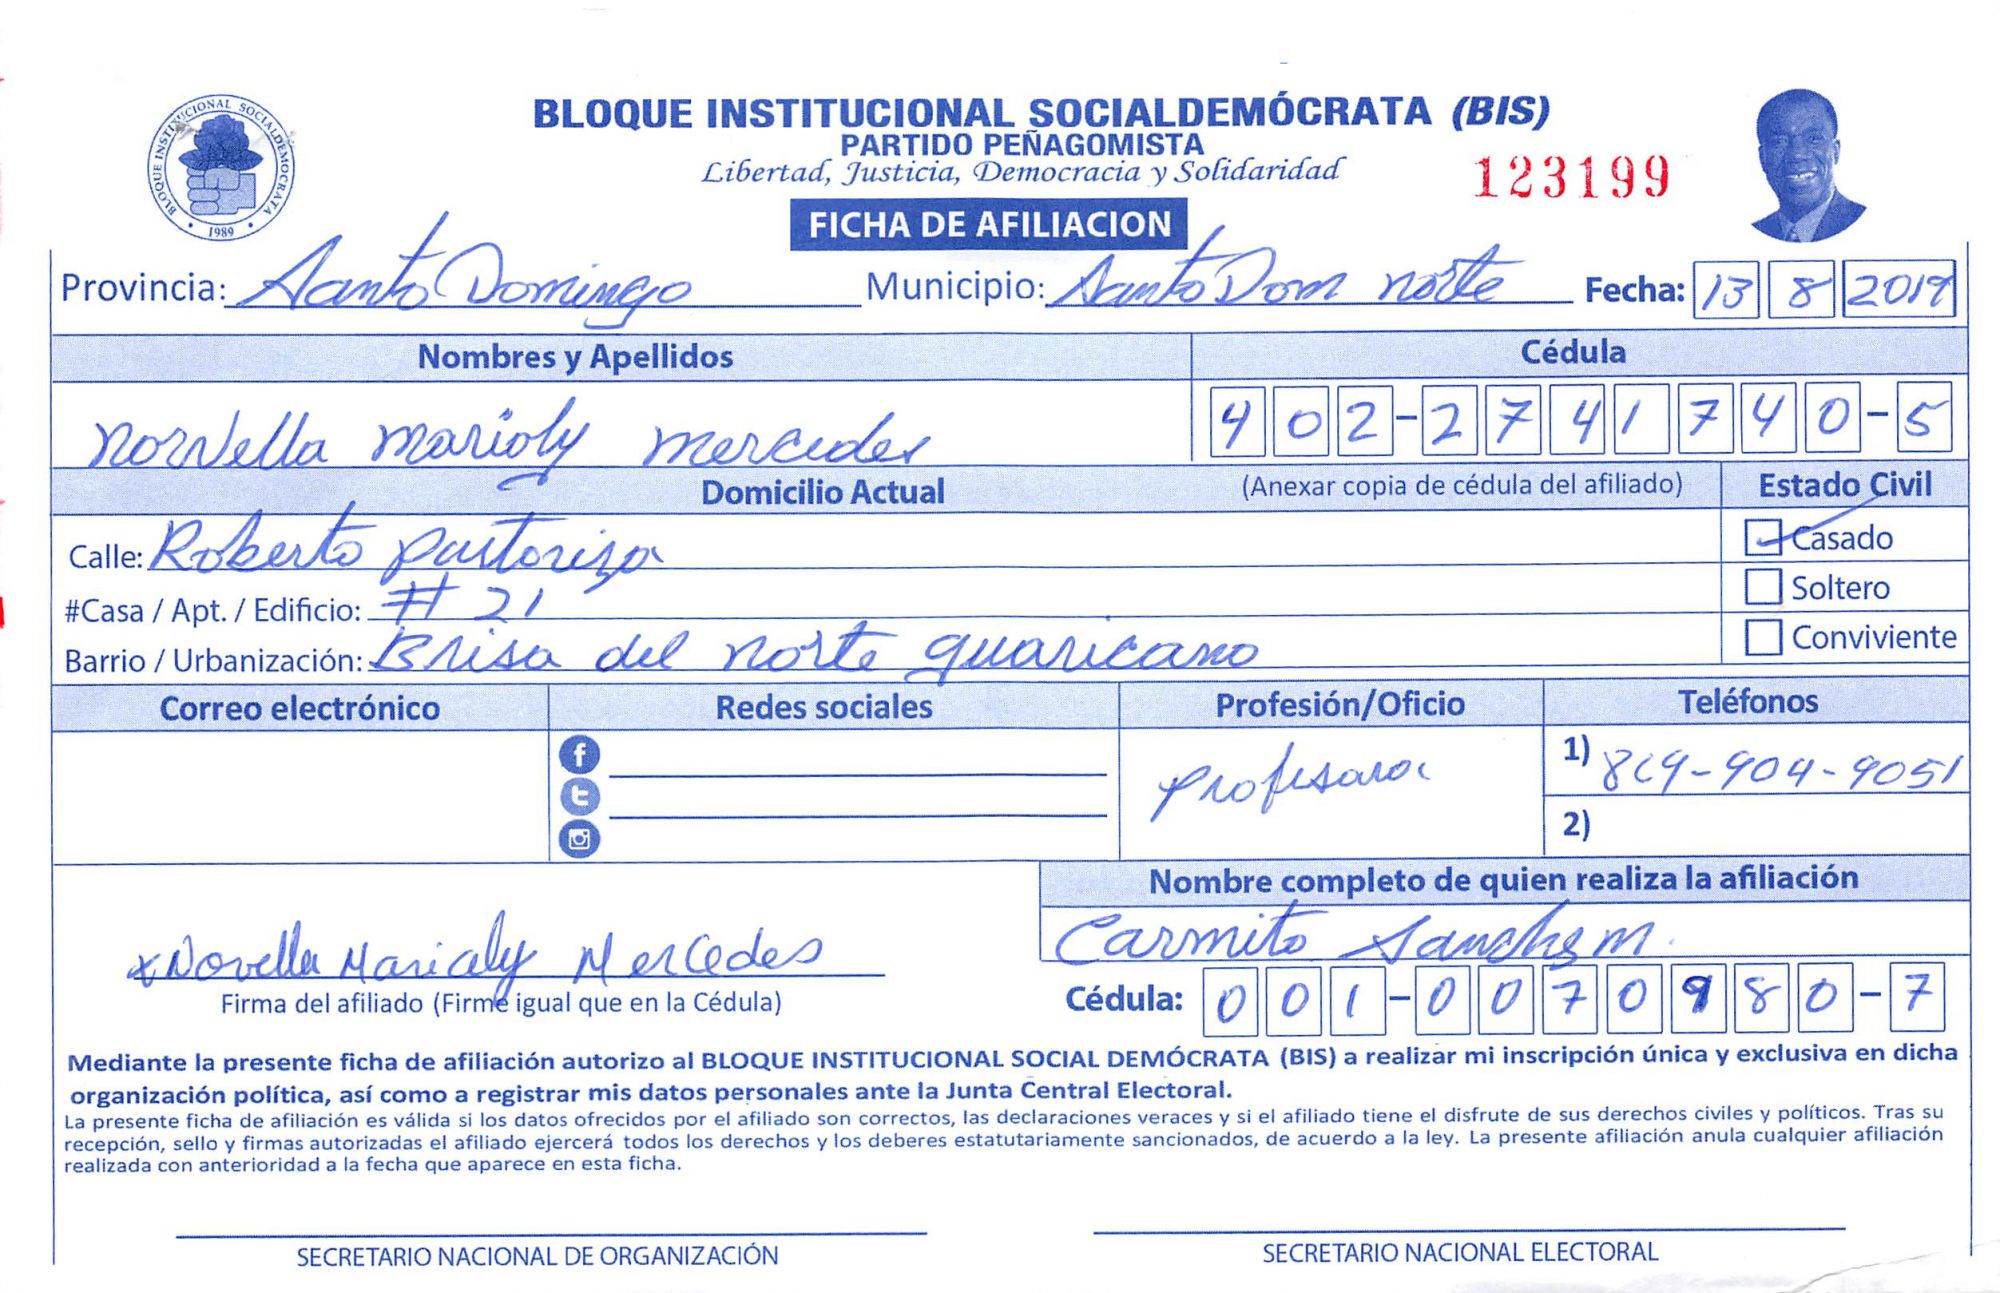 BLOQUE INSTITUCIONAL SOCIALDEMÓCRATA (BIS)
PARTIDO PEÑAGOMISTA
Libertad, Justicia, Democracia y Solidaridad
123199
BLOQUE INSTITUCIONAL SOCIALDEMOCRATA
1989
FICHA DE AFILIACION
Provincia: Santo Domingo Municipio: Santo Dom norte Fecha: 13 8 2019
Nombres y Apellidos Cédula
Norvella marioly mercedes 402-2741740-5
Domicilio Actual (Anexar copia de cédula del afiliado) Estado Civil
Calle: Roberto pastoriza Casado
#Casa / Apt. / Edificio: # 21 Soltero
Barrio / Urbanización: Brisa del norte guaricano Conviviente
Correo electrónico Redes sociales Profesión/Oficio Teléfonos
profesora 1) 829-904-9051
2)
Nombre completo de quien realiza la afiliación
Carmito Sanches M.
x Novella Marialy Mercedes
Firma del afiliado (Firme igual que en la Cédula) Cédula: 001-0070980-7
Mediante la presente ficha de afiliación autorizo al BLOQUE INSTITUCIONAL SOCIAL DEMÓCRATA (BIS) a realizar mi inscripción única y exclusiva en dicha
organización política, así como a registrar mis datos personales ante la Junta Central Electoral.
La presente ficha de afiliación es válida si los datos ofrecidos por el afiliado son correctos, las declaraciones veraces y si el afiliado tiene el disfrute de sus derechos civiles y políticos. Tras su
recepción, sello y firmas autorizadas el afiliado ejercerá todos los derechos y los deberes estatutariamente sancionados, de acuerdo a la ley. La presente afiliación anula cualquier afiliación
realizada con anterioridad a la fecha que aparece en esta ficha.
SECRETARIO NACIONAL DE ORGANIZACIÓN SECRETARIO NACIONAL ELECTORAL